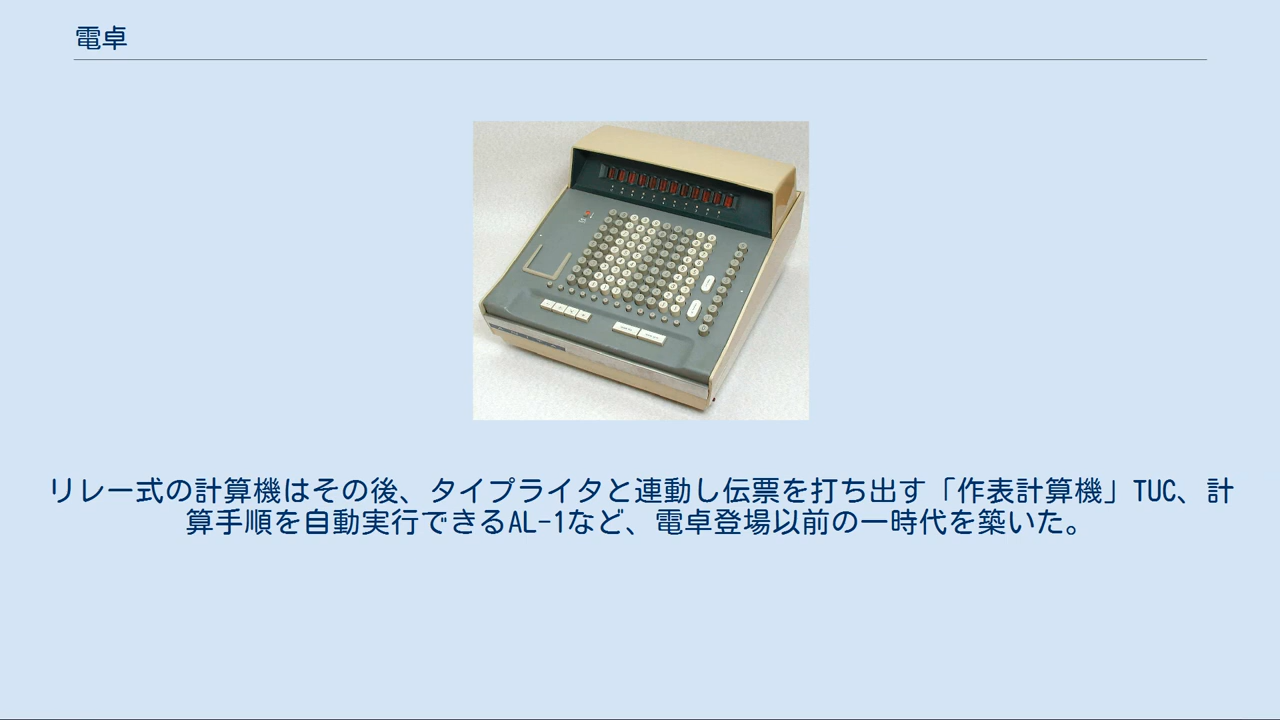 電卓
リレー式の計算機はその後、タイプライタと連動し伝票を打ち出す「作表計算機」TUC、計
算手順を自動実行できるAL-1など、電卓登場以前の一時代を築いた。